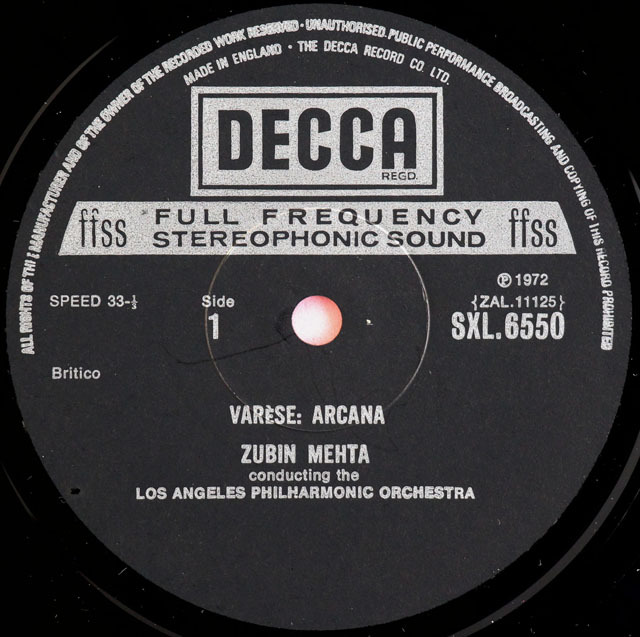 ALL RIGHTS OF THE MANUFACTURER AND OF THE OWNER OF THE RECORDED WORK RESERVED · UNAUTHORISED PUBLIC PERFORMANCE BROADCASTING AND COPYING OF THIS RECORD PROHIBITED
MADE IN ENGLAND · THE DECCA RECORD CO. LTD.
DECCA
REGD.
ffss FULL FREQUENCY STEREOPHONIC SOUND ffss
℗ 1972
SPEED 33-⅓ Side {ZAL.11125}
1 SXL.6550
Britico
VARÈSE: ARCANA
ZUBIN MEHTA
conducting the
LOS ANGELES PHILHARMONIC ORCHESTRA